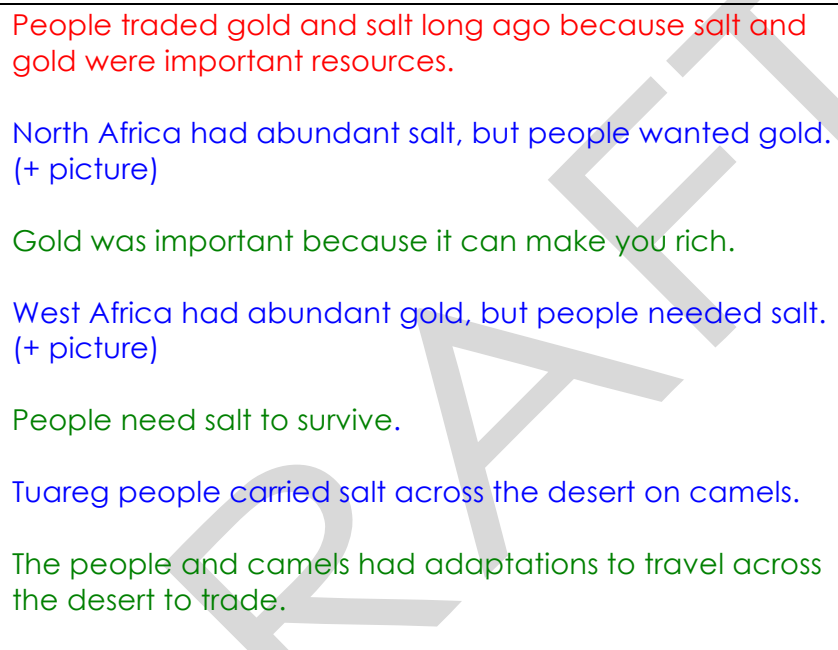 People traded gold and salt long ago because salt and
gold were important resources.
North Africa had abundant salt, but people wanted gold.
(+ picture)
Gold was important because it can make you rich.
West Africa had abundant gold, but people needed salt.
(+ picture)
People need salt to survive.
Tuareg people carried salt across the desert on camels.
The people and camels had adaptations to travel across
the desert to trade.